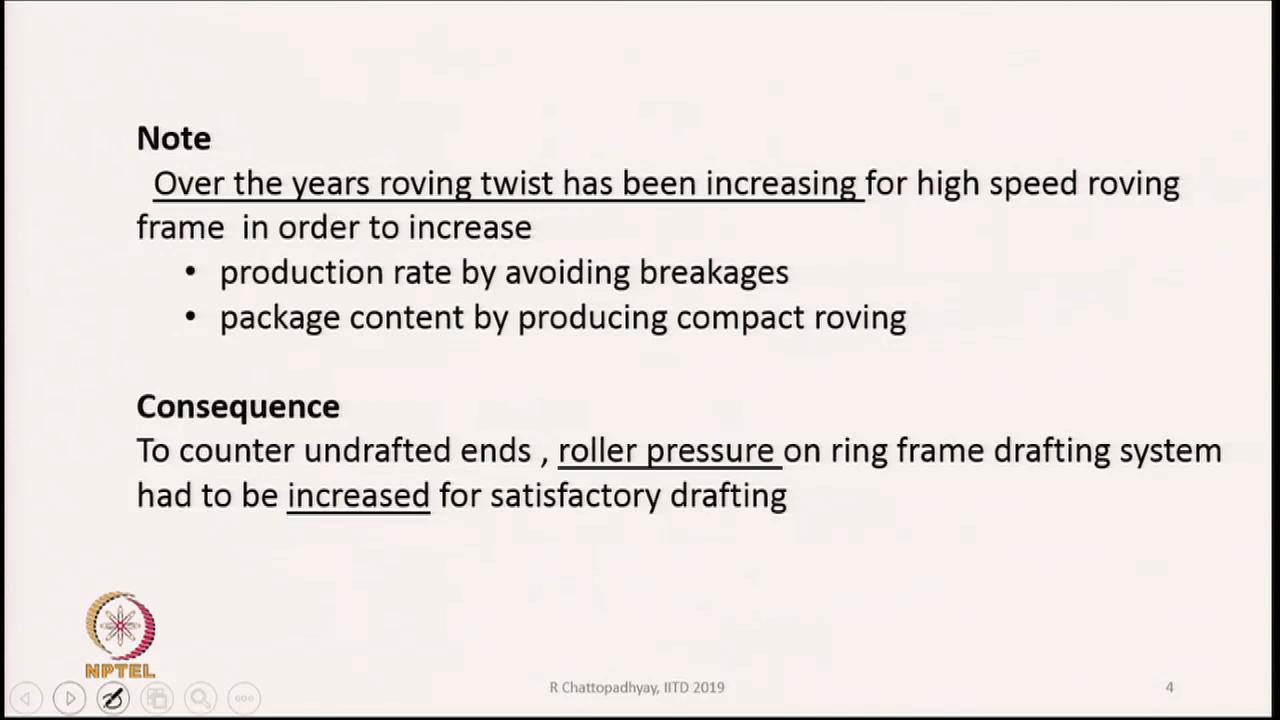 Note
Over the years roving twist has been increasing for high speed roving
frame in order to increase
• production rate by avoiding breakages
• package content by producing compact roving
Consequence
To counter undrafted ends , roller pressure on ring frame drafting system
had to be increased for satisfactory drafting
NPTEL
R Chattopadhyay, IITD 2019
4